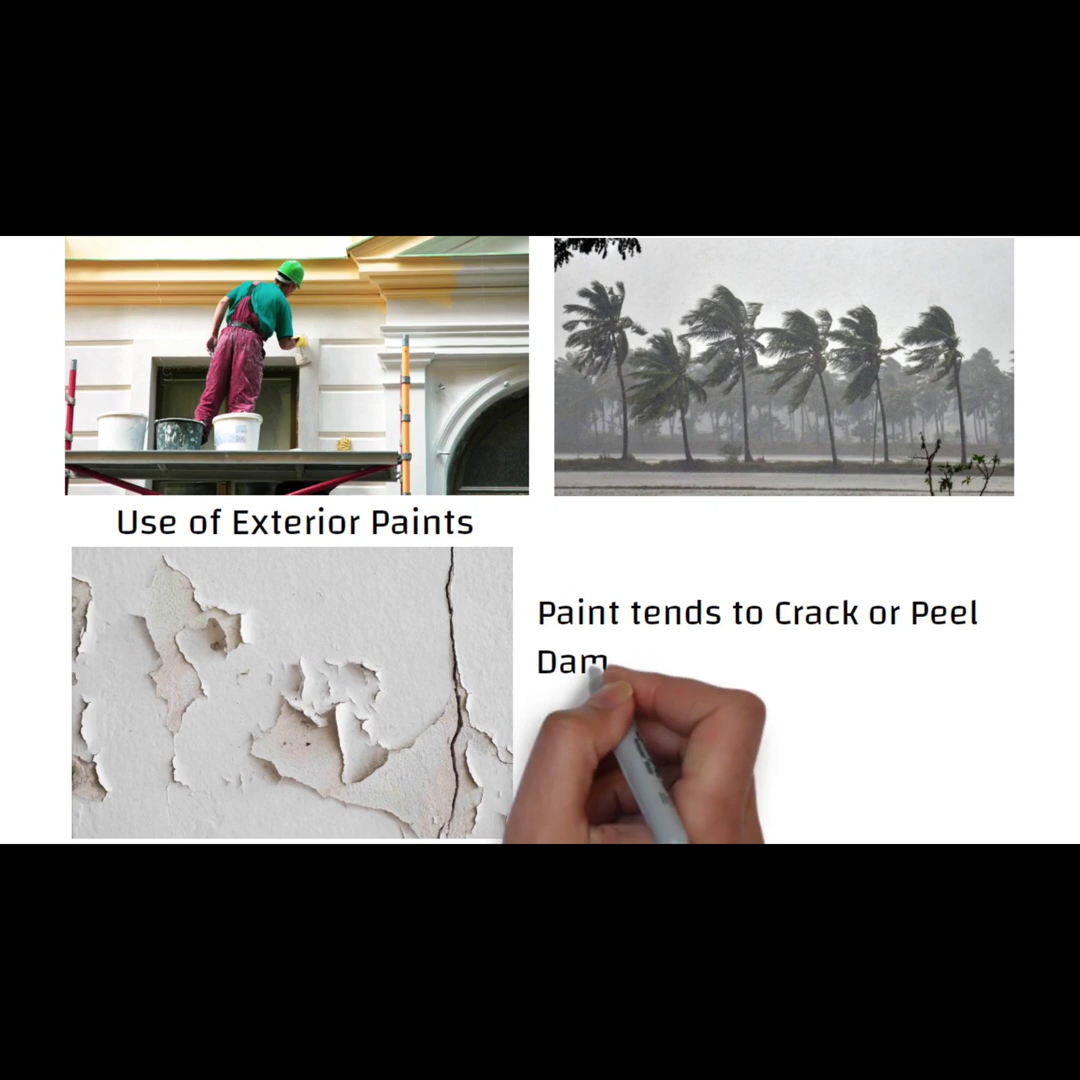 Use of Exterior Paints
Paint tends to Crack or Peel
Dam